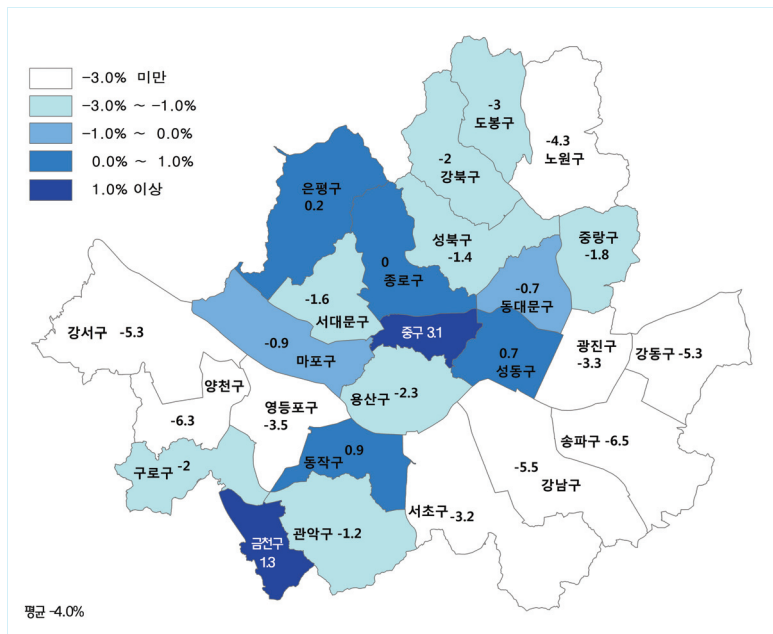 -3.0% 미만
-3.0% ~ -1.0%
-1.0% ~ 0.0%
0.0% ~ 1.0%
1.0% 이상
-3
도봉구
-4.3
노원구
-2
강북구
은평구
0.2
성북구
-1.4
중랑구
-1.8
0
종로구
-0.7
동대문구
-1.6
서대문구
강서구 -5.3
-0.9
마포구
중구 3.1
0.7
성동구
광진구
-3.3
강동구 -5.3
양천구
-6.3
영등포구
-3.5
용산구 -2.3
송파구 -6.5
구로구 -2
0.9
동작구
-5.5
강남구
서초구 -3.2
관악구 -1.2
금천구
1.3
평균 -4.0%